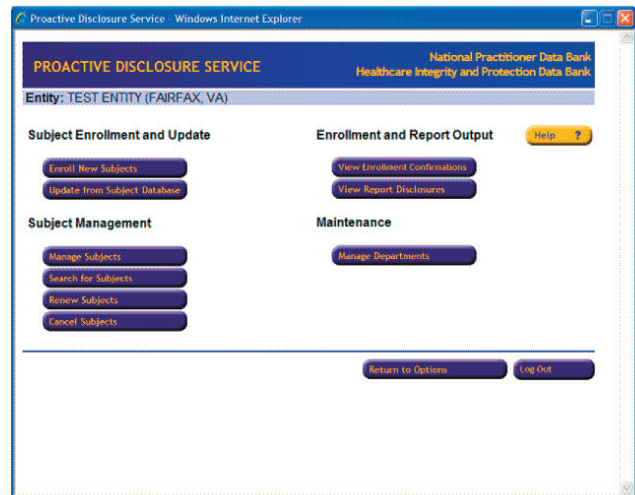 Proactive Disclosure Service - Windows Internet Explorer
PROACTIVE DISCLOSURE SERVICE
National Practitioner Data Bank
Healthcare Integrity and Protection Data Bank
Entity: TEST ENTITY (FAIRFAX, VA)
Subject Enrollment and Update
Enroll New Subjects
Update from Subject Database
Enrollment and Report Output
Help ?
View Enrollment Confirmations
View Report Disclosures
Subject Management
Manage Subjects
Search for Subjects
Renew Subjects
Cancel Subjects
Maintenance
Manage Departments
Return to Options
Log Out